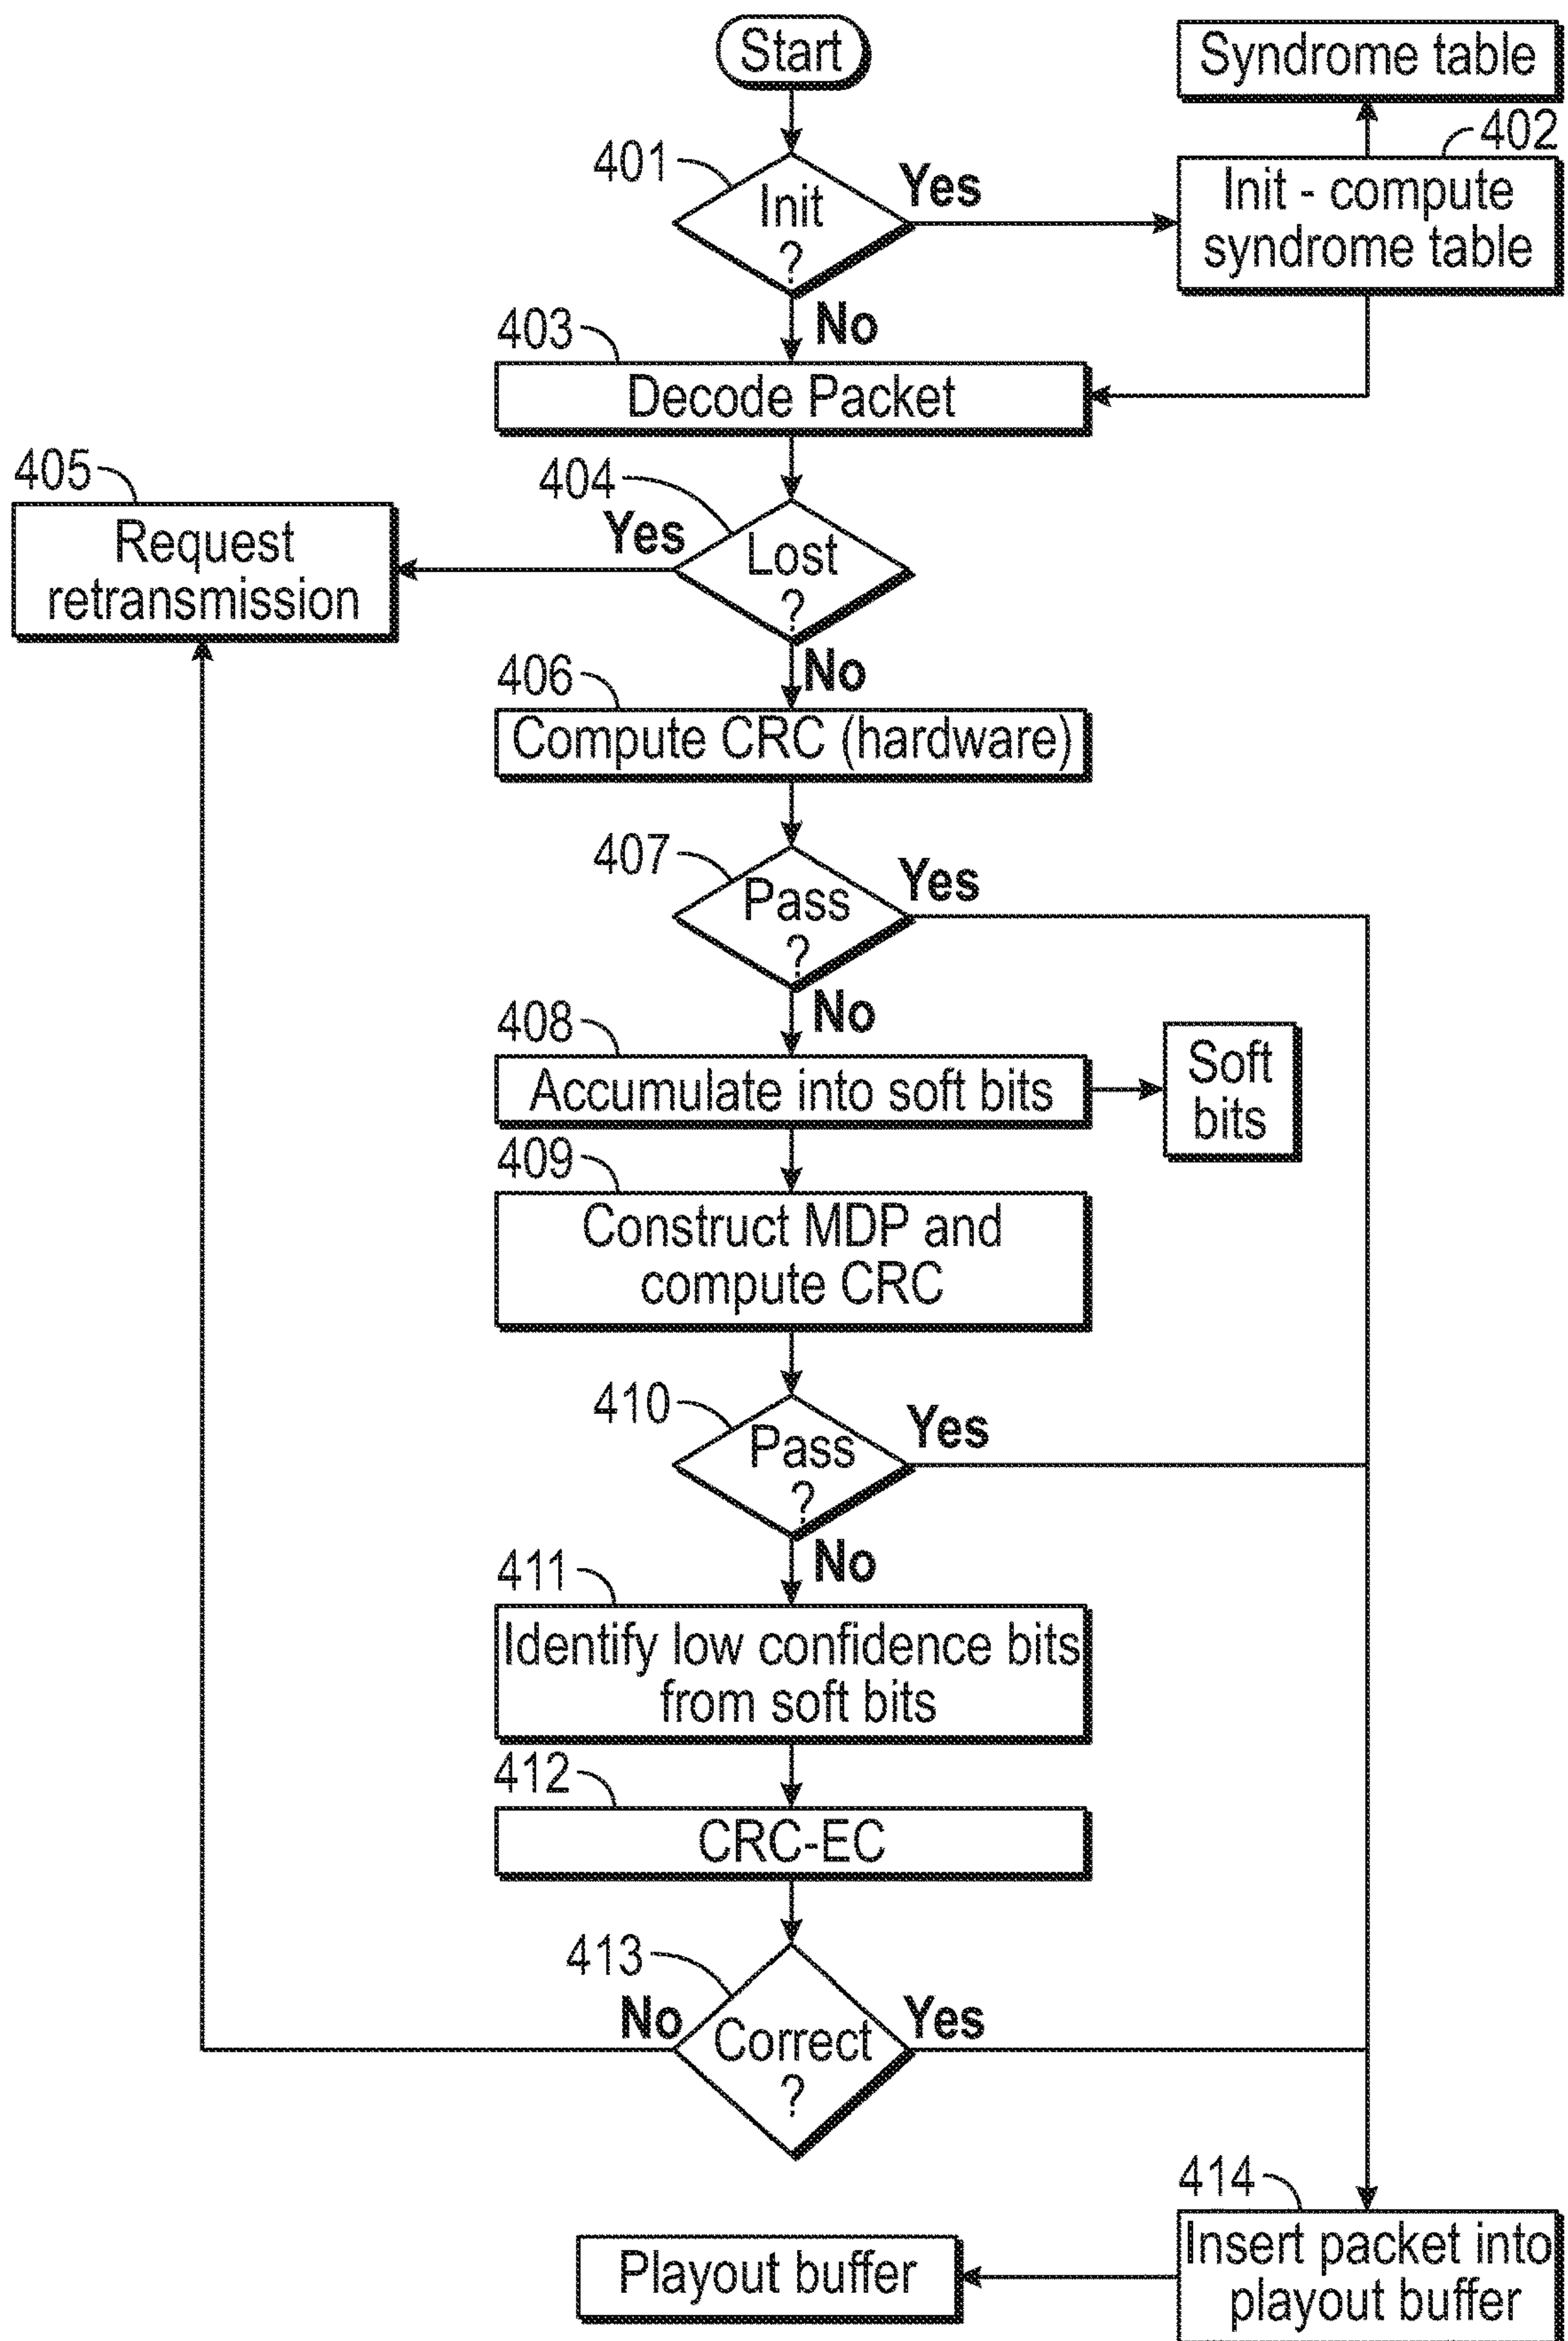 Start
Syndrome table
402
401
Init
?
Yes
Init - compute
syndrome table
No
403
Decode Packet
405
404
Request
retransmission
Yes
Lost
?
No
406
Compute CRC (hardware)
407
Pass
?
Yes
No
408
Accumulate into soft bits
Soft
bits
409
Construct MDP and
compute CRC
410
Pass
?
Yes
No
411
Identify low confidence bits
from soft bits
412
CRC-EC
413
No
Correct
?
Yes
414
Insert packet into
playout buffer
Playout buffer